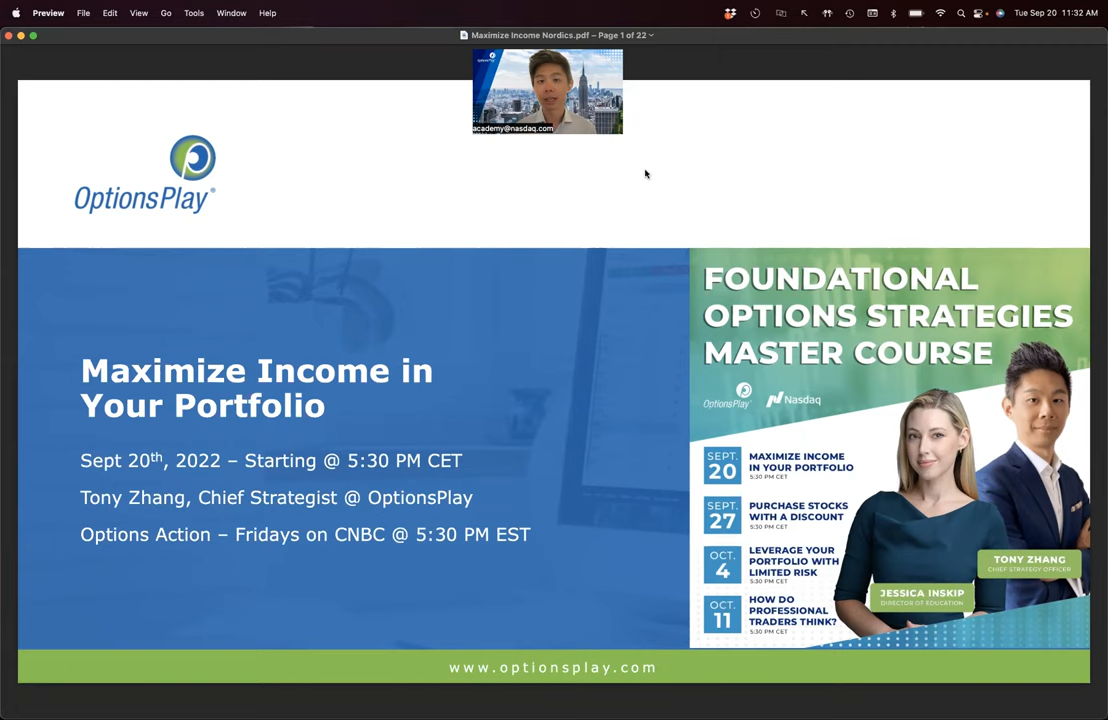 Preview File Edit View Go Tools Window Help
Tue Sep 20 11:32 AM
Maximize Income Nordics.pdf – Page 1 of 22
academy@nasdaq.com
OptionsPlay®
FOUNDATIONAL
OPTIONS STRATEGIES
MASTER COURSE
OptionsPlay Nasdaq
Maximize Income in
Your Portfolio
Sept 20th, 2022 – Starting @ 5:30 PM CET
Tony Zhang, Chief Strategist @ OptionsPlay
Options Action – Fridays on CNBC @ 5:30 PM EST
SEPT.
20
MAXIMIZE INCOME
IN YOUR PORTFOLIO
5:30 PM CET
SEPT.
27
PURCHASE STOCKS
WITH A DISCOUNT
5:30 PM CET
OCT.
4
LEVERAGE YOUR
PORTFOLIO WITH
LIMITED RISK
5:30 PM CET
OCT.
11
HOW DO
PROFESSIONAL
TRADERS THINK?
5:30 PM CET
TONY ZHANG
CHIEF STRATEGY OFFICER
JESSICA INSKIP
DIRECTOR OF EDUCATION
www.optionsplay.com